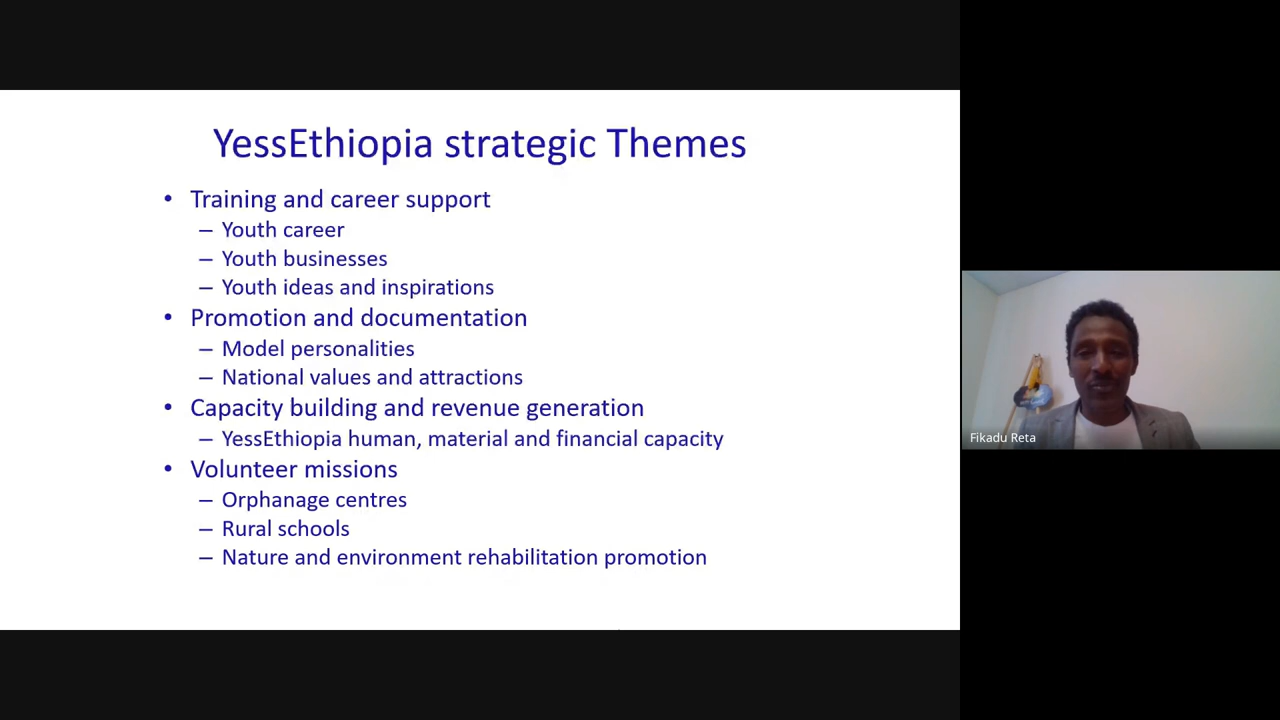 YessEthiopia strategic Themes
• Training and career support
– Youth career
– Youth businesses
– Youth ideas and inspirations
• Promotion and documentation
– Model personalities
– National values and attractions
• Capacity building and revenue generation
– YessEthiopia human, material and financial capacity
• Volunteer missions
– Orphanage centres
– Rural schools
– Nature and environment rehabilitation promotion
Fikadu Reta